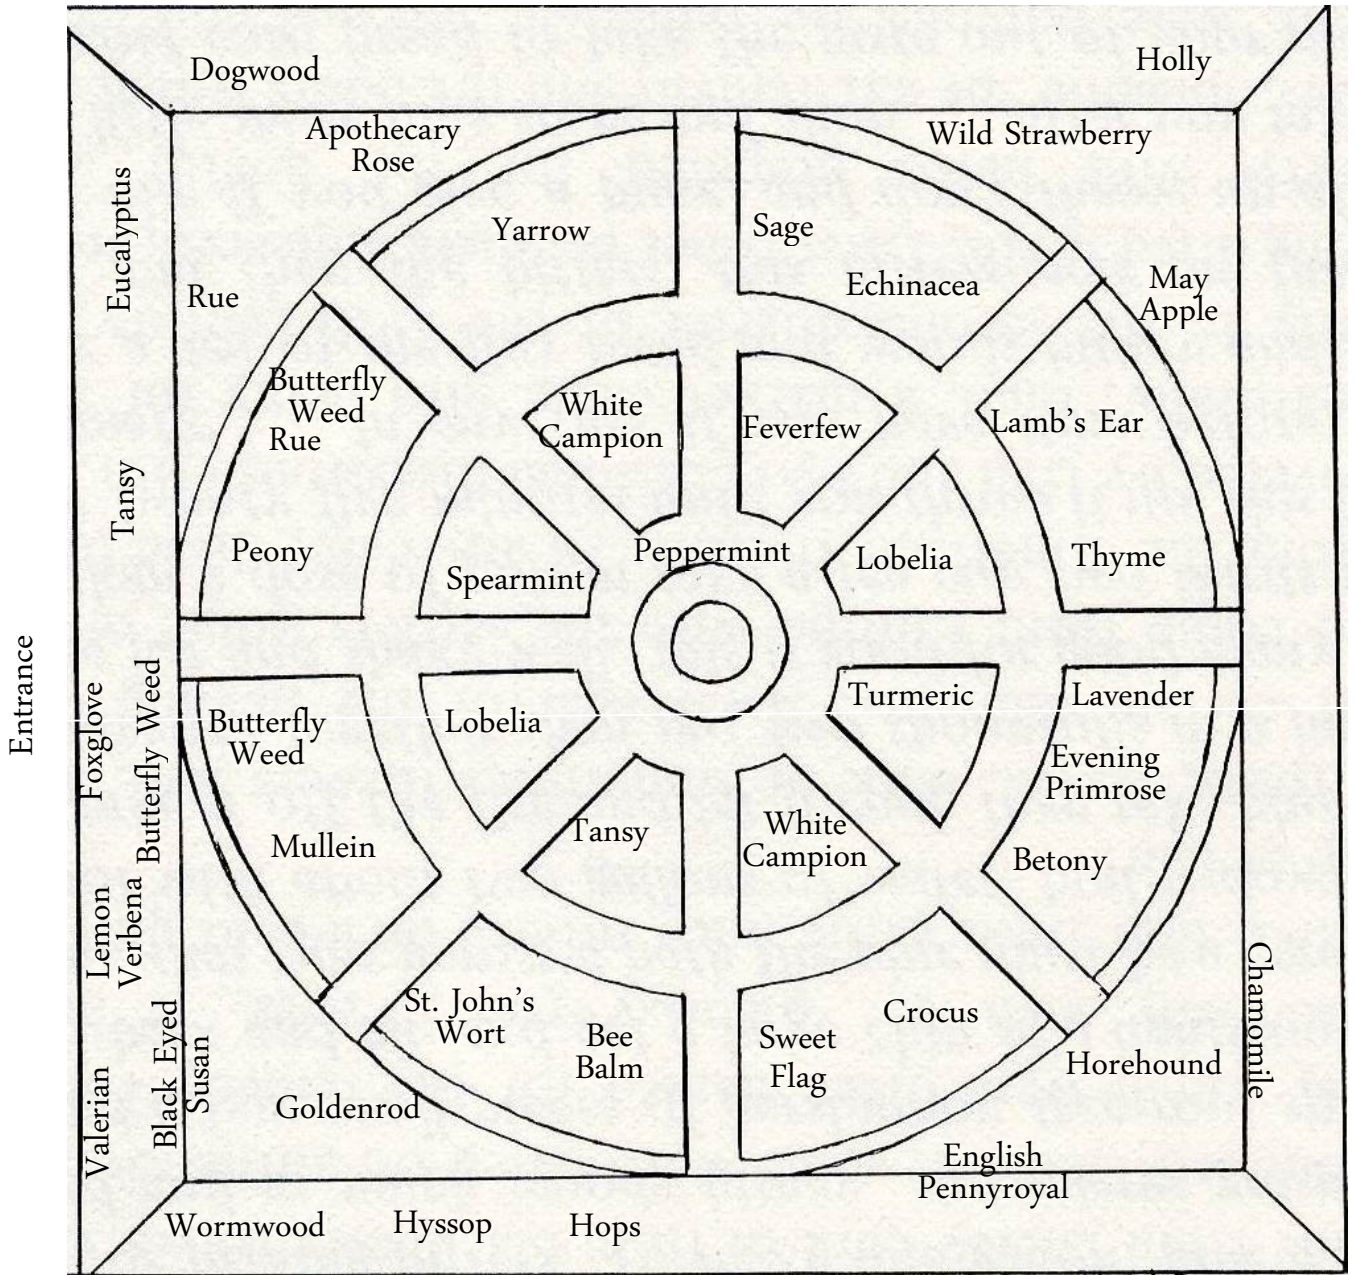 Dogwood
Holly
Apothecary
Rose
Wild Strawberry
Eucalyptus
Yarrow
Sage
Rue
Echinacea
May
Apple
Butterfly
Weed
Rue
White
Campion
Feverfew
Lamb's Ear
Tansy
Peony
Spearmint
Peppermint
Lobelia
Thyme
Entrance
Foxglove
Butterfly Weed
Butterfly
Weed
Lobelia
Turmeric
Lavender
Evening
Primrose
Mullein
Tansy
White
Campion
Betony
Lemon
Verbena
St. John's
Wort
Bee
Balm
Sweet
Flag
Crocus
Chamomile
Black Eyed
Susan
Valerian
Goldenrod
Horehound
English
Pennyroyal
Wormwood
Hyssop
Hops